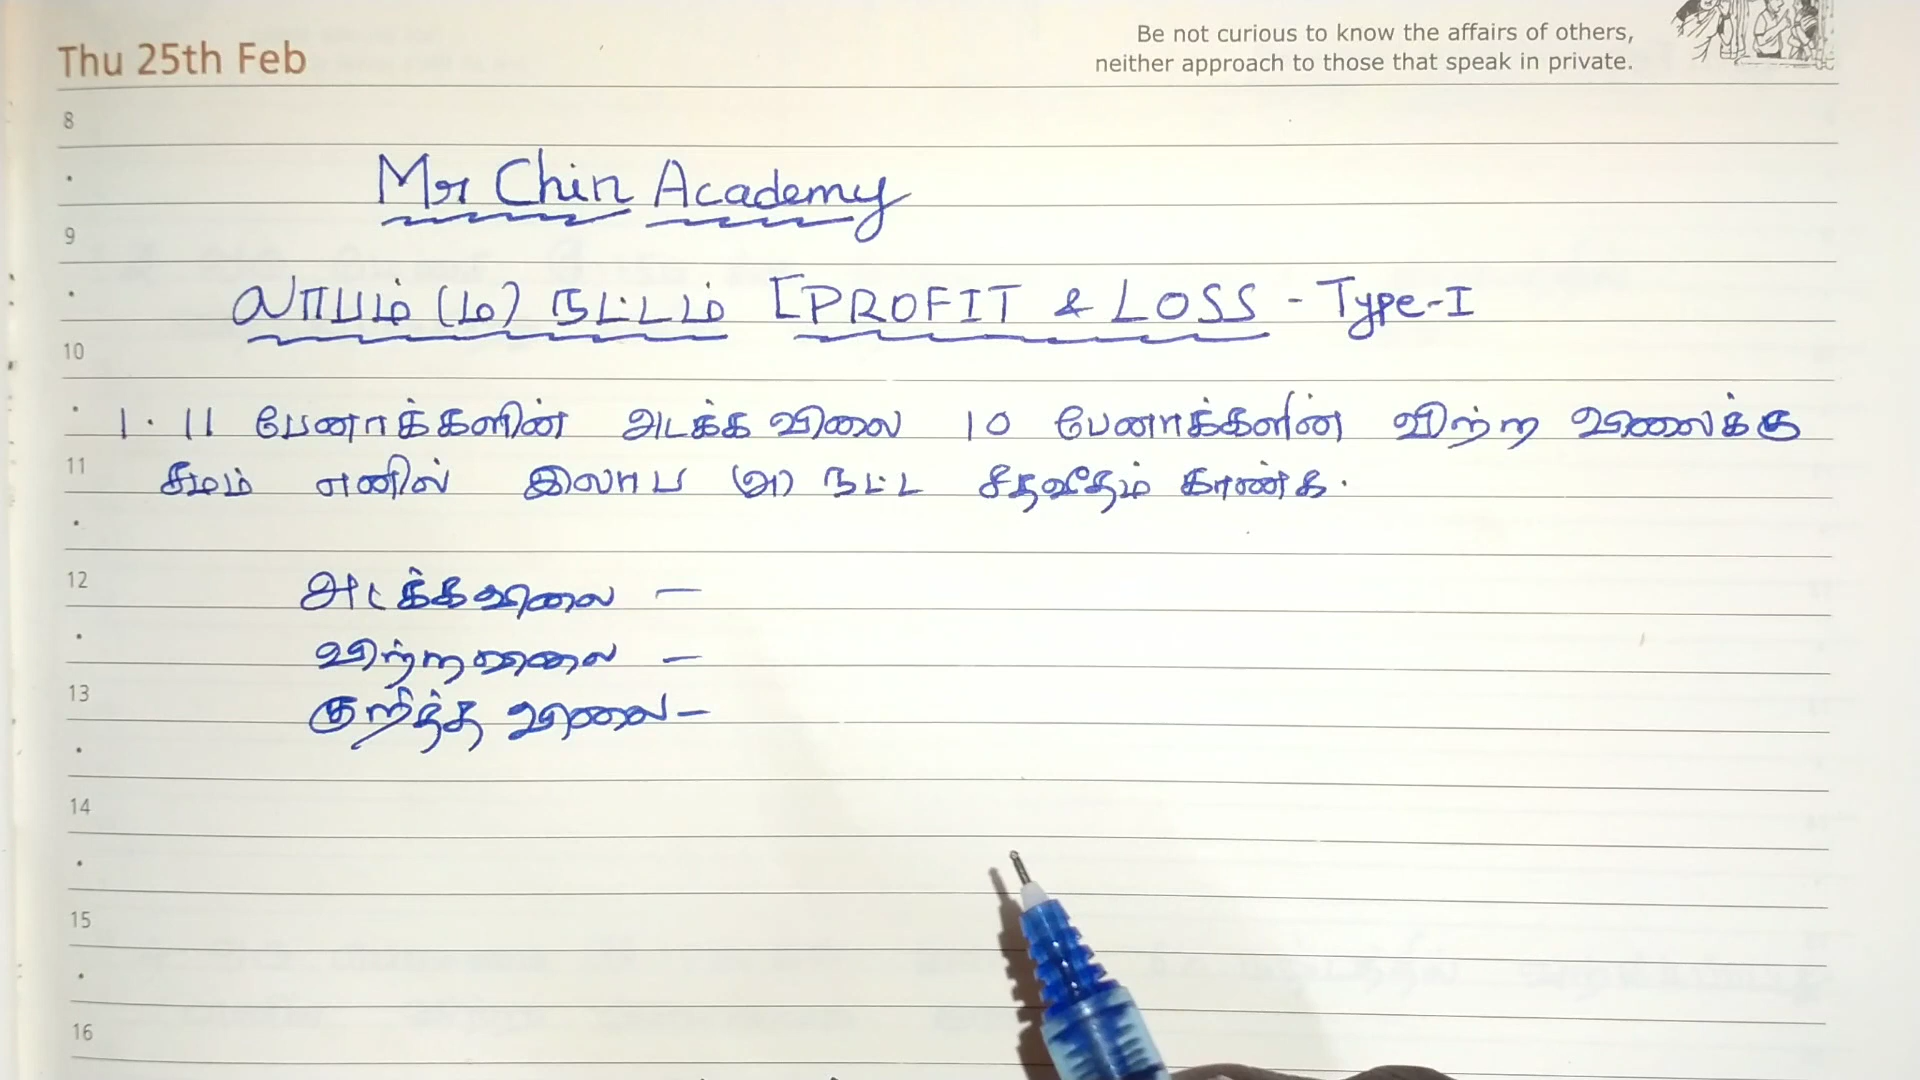 Thu 25th Feb
Be not curious to know the affairs of others,
neither approach to those that speak in private.
8
Mr Chin Academy
9
லாபம் (ம) நட்டம் [PROFIT & LOSS - Type-I
10
1. 11 பேனாக்களின் அடக்க விலை 10 பேனாக்களின் விற்ற விலைக்கு
11
சமம் எனில் இலாப (அ) நட்ட சதவீதம் காண்க.
12
அடக்கவிலை —
விற்றவிலை —
13
குறித்த விலை —
14
15
16